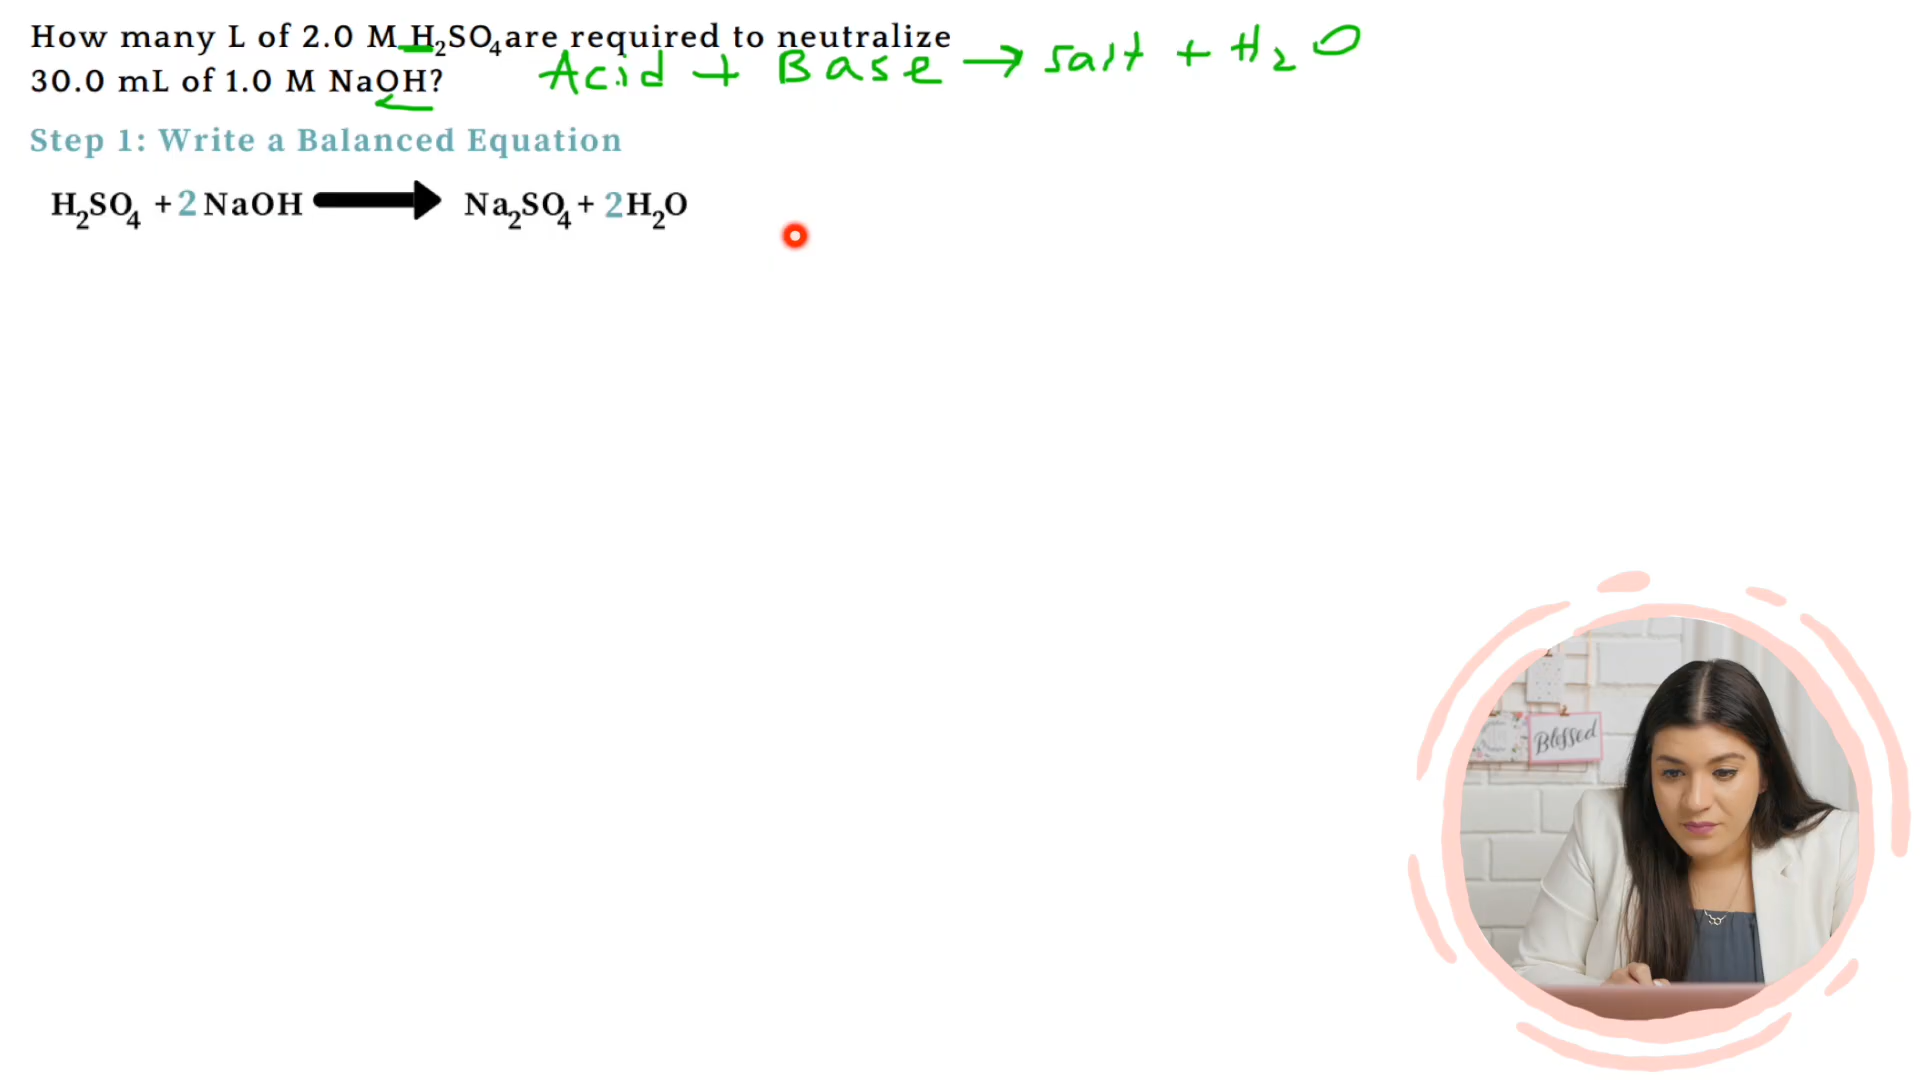 How many L of 2.0 M H₂SO₄ are required to neutralize
30.0 mL of 1.0 M NaOH?
Acid + Base → salt + H₂O
Step 1: Write a Balanced Equation
H₂SO₄ + 2 NaOH → Na₂SO₄ + 2H₂O
Blessed